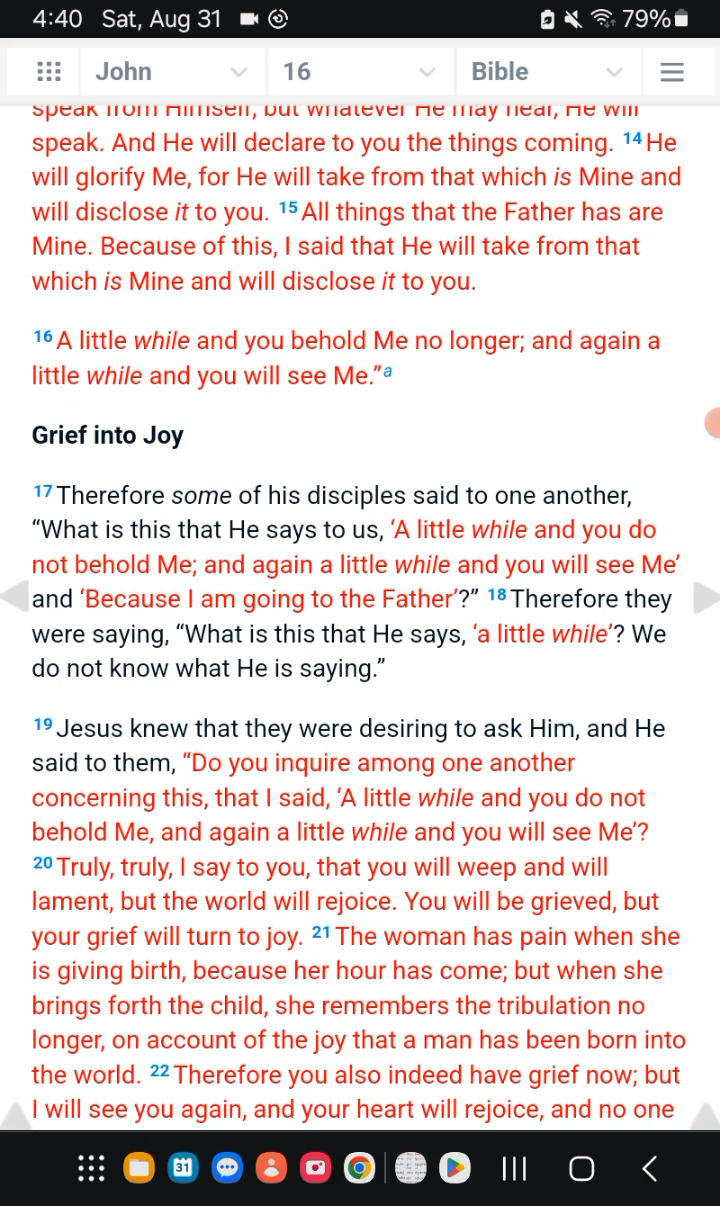 4:40 Sat, Aug 31 79%
John 16 Bible
speak from Himself, but whatever He may hear, He will
speak. And He will declare to you the things coming. 14 He
will glorify Me, for He will take from that which is Mine and
will disclose it to you. 15 All things that the Father has are
Mine. Because of this, I said that He will take from that
which is Mine and will disclose it to you.
16 A little while and you behold Me no longer; and again a
little while and you will see Me.” a
Grief into Joy
17 Therefore some of his disciples said to one another,
“What is this that He says to us, ‘A little while and you do
not behold Me; and again a little while and you will see Me’
and ‘Because I am going to the Father’?” 18 Therefore they
were saying, “What is this that He says, ‘a little while’? We
do not know what He is saying.”
19 Jesus knew that they were desiring to ask Him, and He
said to them, “Do you inquire among one another
concerning this, that I said, ‘A little while and you do not
behold Me, and again a little while and you will see Me’?
20 Truly, truly, I say to you, that you will weep and will
lament, but the world will rejoice. You will be grieved, but
your grief will turn to joy. 21 The woman has pain when she
is giving birth, because her hour has come; but when she
brings forth the child, she remembers the tribulation no
longer, on account of the joy that a man has been born into
the world. 22 Therefore you also indeed have grief now; but
I will see you again, and your heart will rejoice, and no one
31